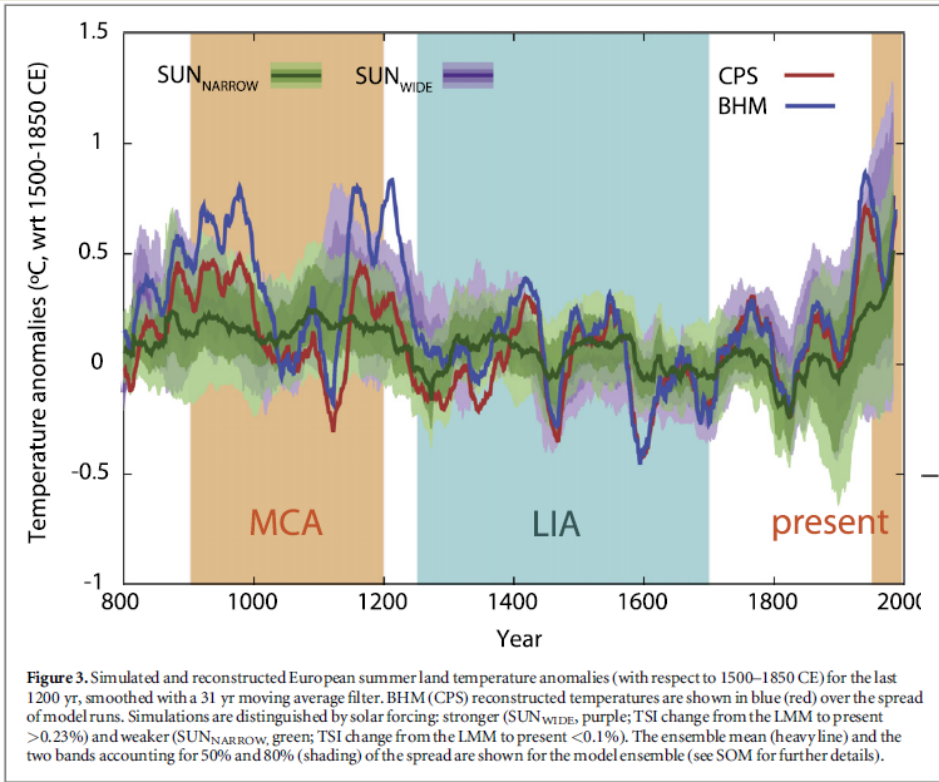 1.5
SUN NARROW SUN WIDE CPS
BHM
1
0.5
0
-0.5
-1
Temperature anomalies (ºC, wrt 1500-1850 CE)
MCA LIA present
800 1000 1200 1400 1600 1800 2000
Year
Figure 3. Simulated and reconstructed European summer land temperature anomalies (with respect to 1500–1850 CE) for the last
1200 yr, smoothed with a 31 yr moving average filter. BHM (CPS) reconstructed temperatures are shown in blue (red) over the spread
of model runs. Simulations are distinguished by solar forcing: stronger (SUNWIDE, purple; TSI change from the LMM to present
>0.23%) and weaker (SUNNARROW, green; TSI change from the LMM to present <0.1%). The ensemble mean (heavy line) and the
two bands accounting for 50% and 80% (shading) of the spread are shown for the model ensemble (see SOM for further details).